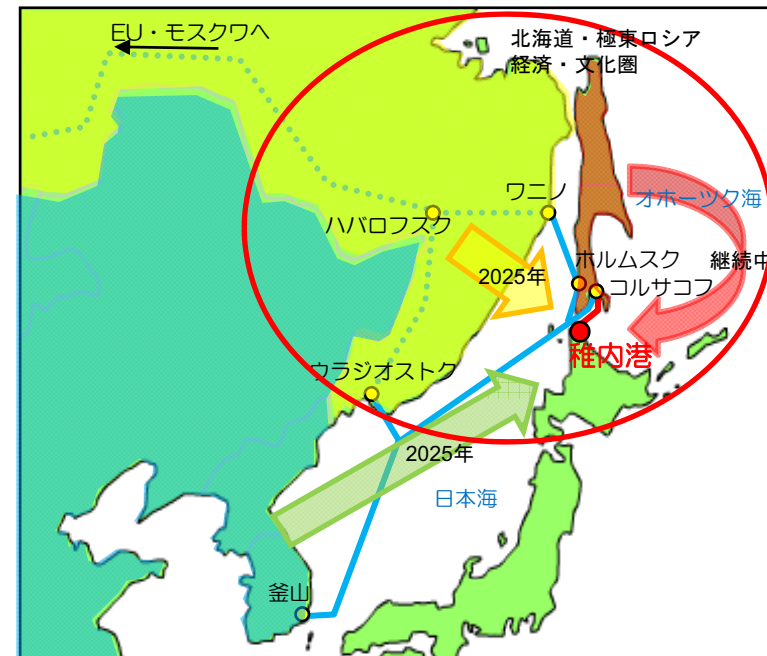 EU・モスクワへ
北海道・極東ロシア
経済・文化圏
ワニノ
オホーツク海
ハバロフスク
ホルムスク
継続中
2025年
コルサコフ
稚内港
ウラジオストク
2025年
日本海
釜山